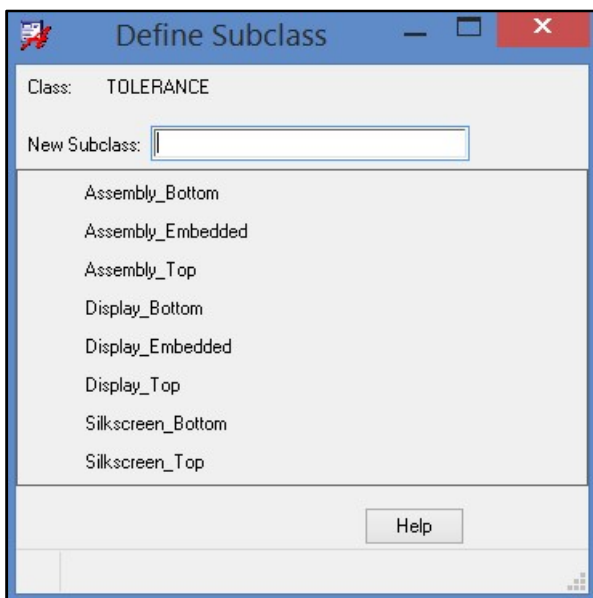 Define Subclass
Class: TOLERANCE
New Subclass:
Assembly_Bottom
Assembly_Embedded
Assembly_Top
Display_Bottom
Display_Embedded
Display_Top
Silkscreen_Bottom
Silkscreen_Top
Help